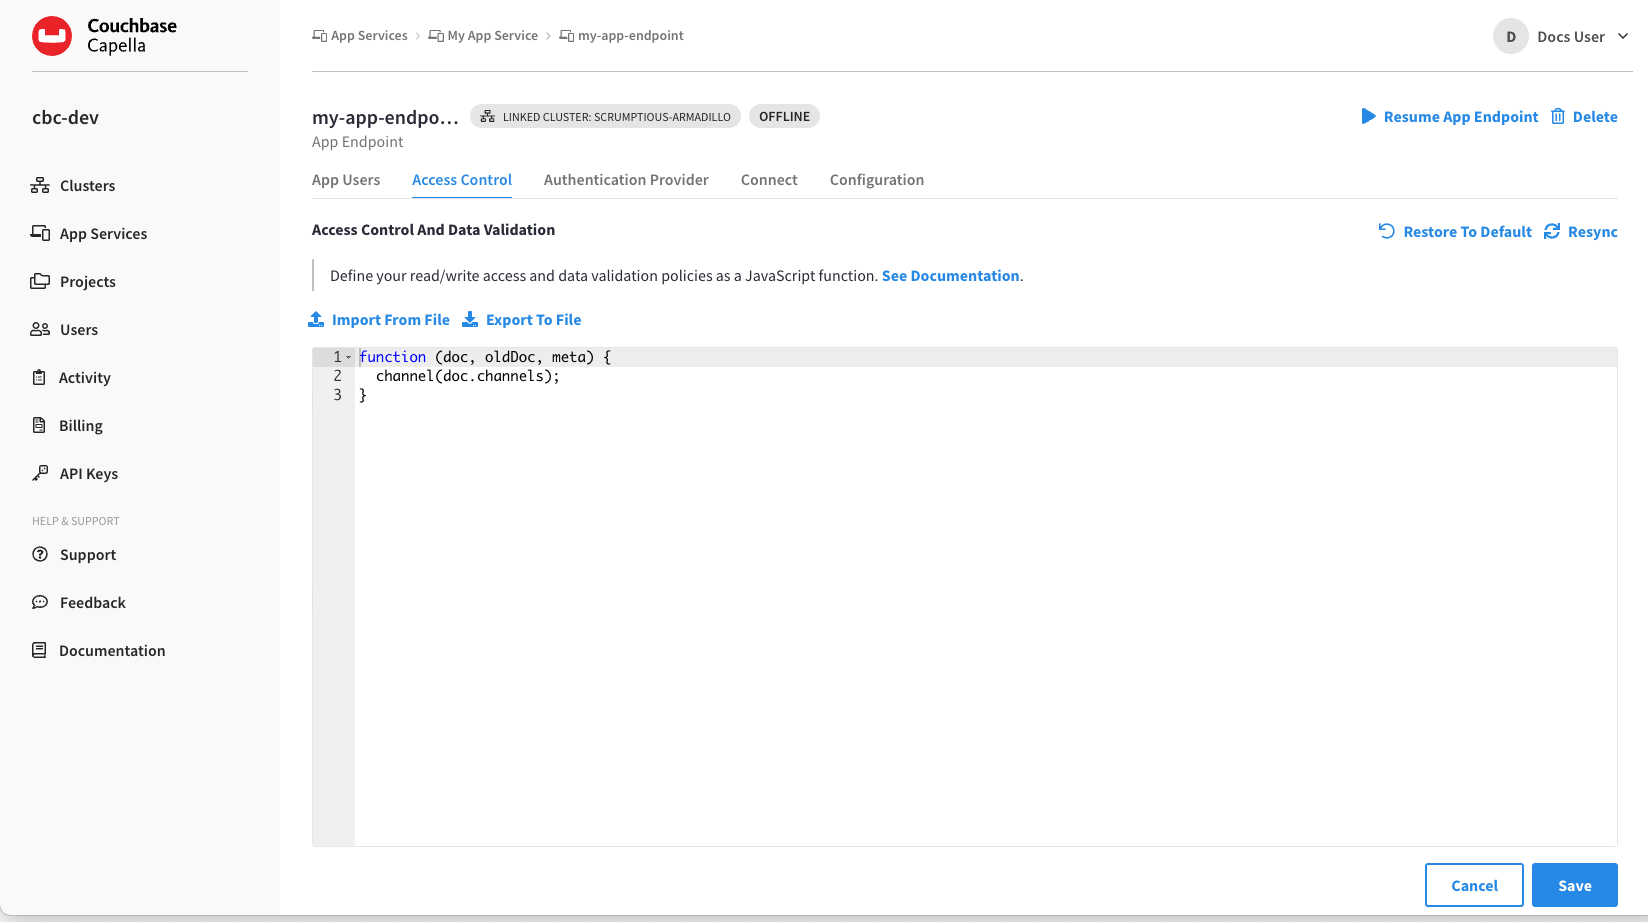 Couchbase
Capella
App Services > My App Service > my-app-endpoint
D Docs User
cbc-dev
Clusters
App Services
Projects
Users
Activity
Billing
API Keys
HELP & SUPPORT
Support
Feedback
Documentation
my-app-endpo... LINKED CLUSTER: SCRUMPTIOUS-ARMADILLO OFFLINE
Resume App Endpoint Delete
App Endpoint
App Users Access Control Authentication Provider Connect Configuration
Access Control And Data Validation
Restore To Default Resync
Define your read/write access and data validation policies as a JavaScript function. See Documentation.
Import From File Export To File
1 function (doc, oldDoc, meta) {
2 channel(doc.channels);
3 }
Cancel Save